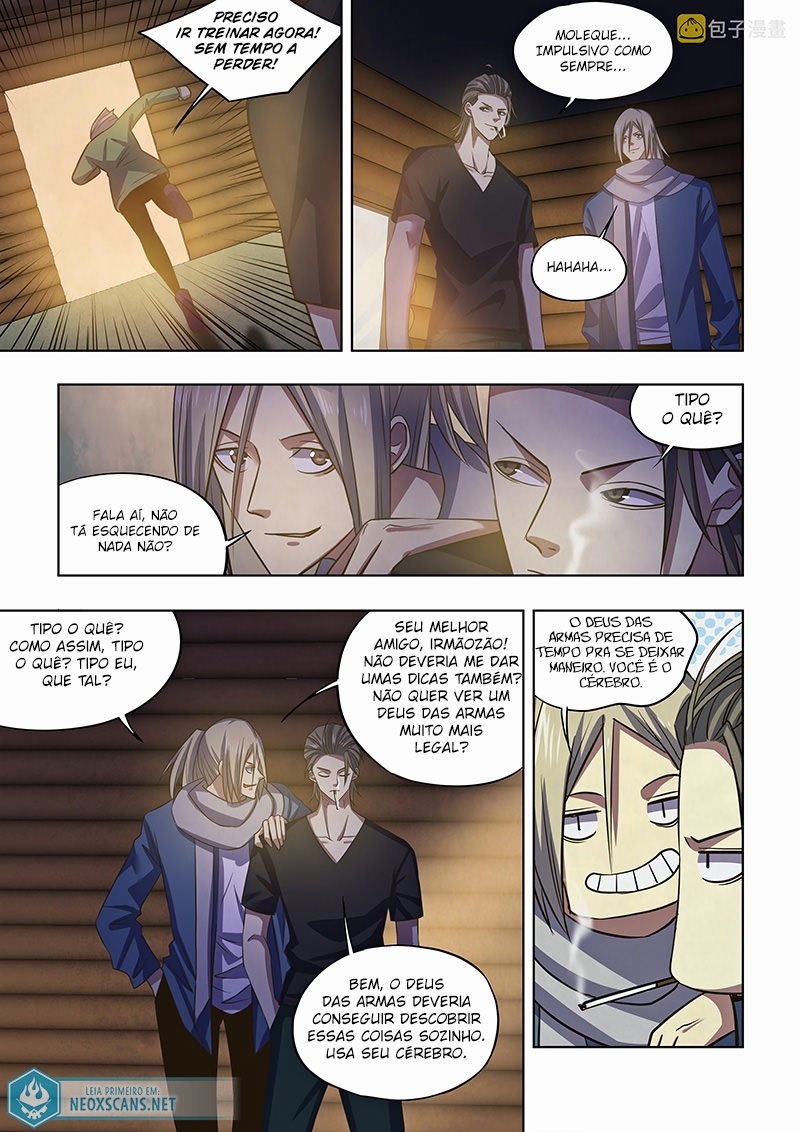 PRECISO
IR TREINAR AGORA!
SEM TEMPO A
PERDER!
MOLEQUE...
IMPULSIVO COMO
SEMPRE...
包子漫畫
HAHAHA...
TIPO
O QUÊ?
FALA AÍ, NÃO
TÁ ESQUECENDO DE
NADA NÃO?
TIPO O QUÊ?
COMO ASSIM, TIPO
O QUÊ? TIPO EU,
QUE TAL?
SEU MELHOR
AMIGO, IRMÃOZÃO!
NÃO DEVERIA ME DAR
UMAS DICAS TAMBÉM?
NÃO QUER VER UM
DEUS DAS ARMAS
MUITO MAIS
LEGAL?
O DEUS DAS
ARMAS PRECISA DE
TEMPO PRA SE DEIXAR
MANEIRO. VOCÊ É O
CÉREBRO.
BEM, O DEUS
DAS ARMAS DEVERIA
CONSEGUIR DESCOBRIR
ESSAS COISAS SOZINHO.
USA SEU CÉREBRO.
LEIA PRIMEIRO EM:
NEOXSCANS.NET